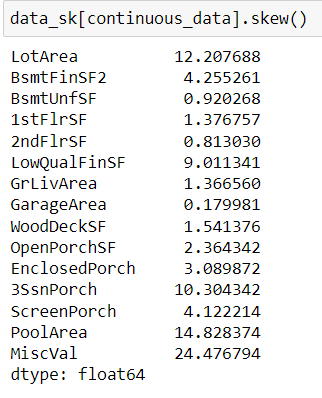 data_sk[continuous_data].skew()
LotArea 12.207688
BsmtFinSF2 4.255261
BsmtUnfSF 0.920268
1stFlrSF 1.376757
2ndFlrSF 0.813030
LowQualFinSF 9.011341
GrLivArea 1.366560
GarageArea 0.179981
WoodDeckSF 1.541376
OpenPorchSF 2.364342
EnclosedPorch 3.089872
3SsnPorch 10.304342
ScreenPorch 4.122214
PoolArea 14.828374
MiscVal 24.476794
dtype: float64